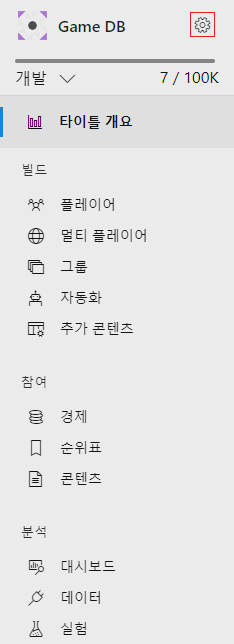 Game DB
개발 7 / 100K
타이틀 개요
빌드
플레이어
멀티 플레이어
그룹
자동화
추가 콘텐츠
참여
경제
순위표
콘텐츠
분석
대시보드
데이터
실험